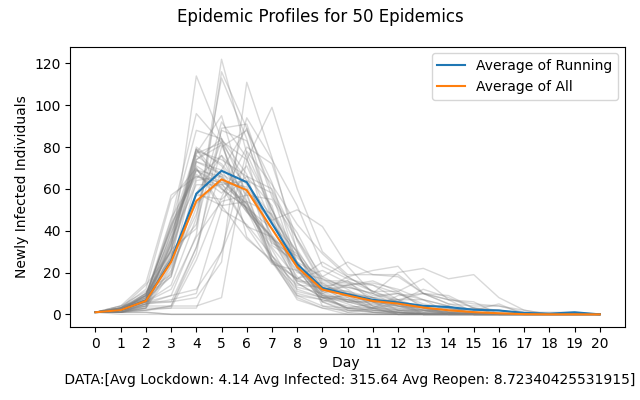 Epidemic Profiles for 50 Epidemics
Average of Running
Average of All
Newly Infected Individuals
120
100
80
60
40
20
0
0 1 2 3 4 5 6 7 8 9 10 11 12 13 14 15 16 17 18 19 20
Day
DATA:[Avg Lockdown: 4.14 Avg Infected: 315.64 Avg Reopen: 8.72340425531915]